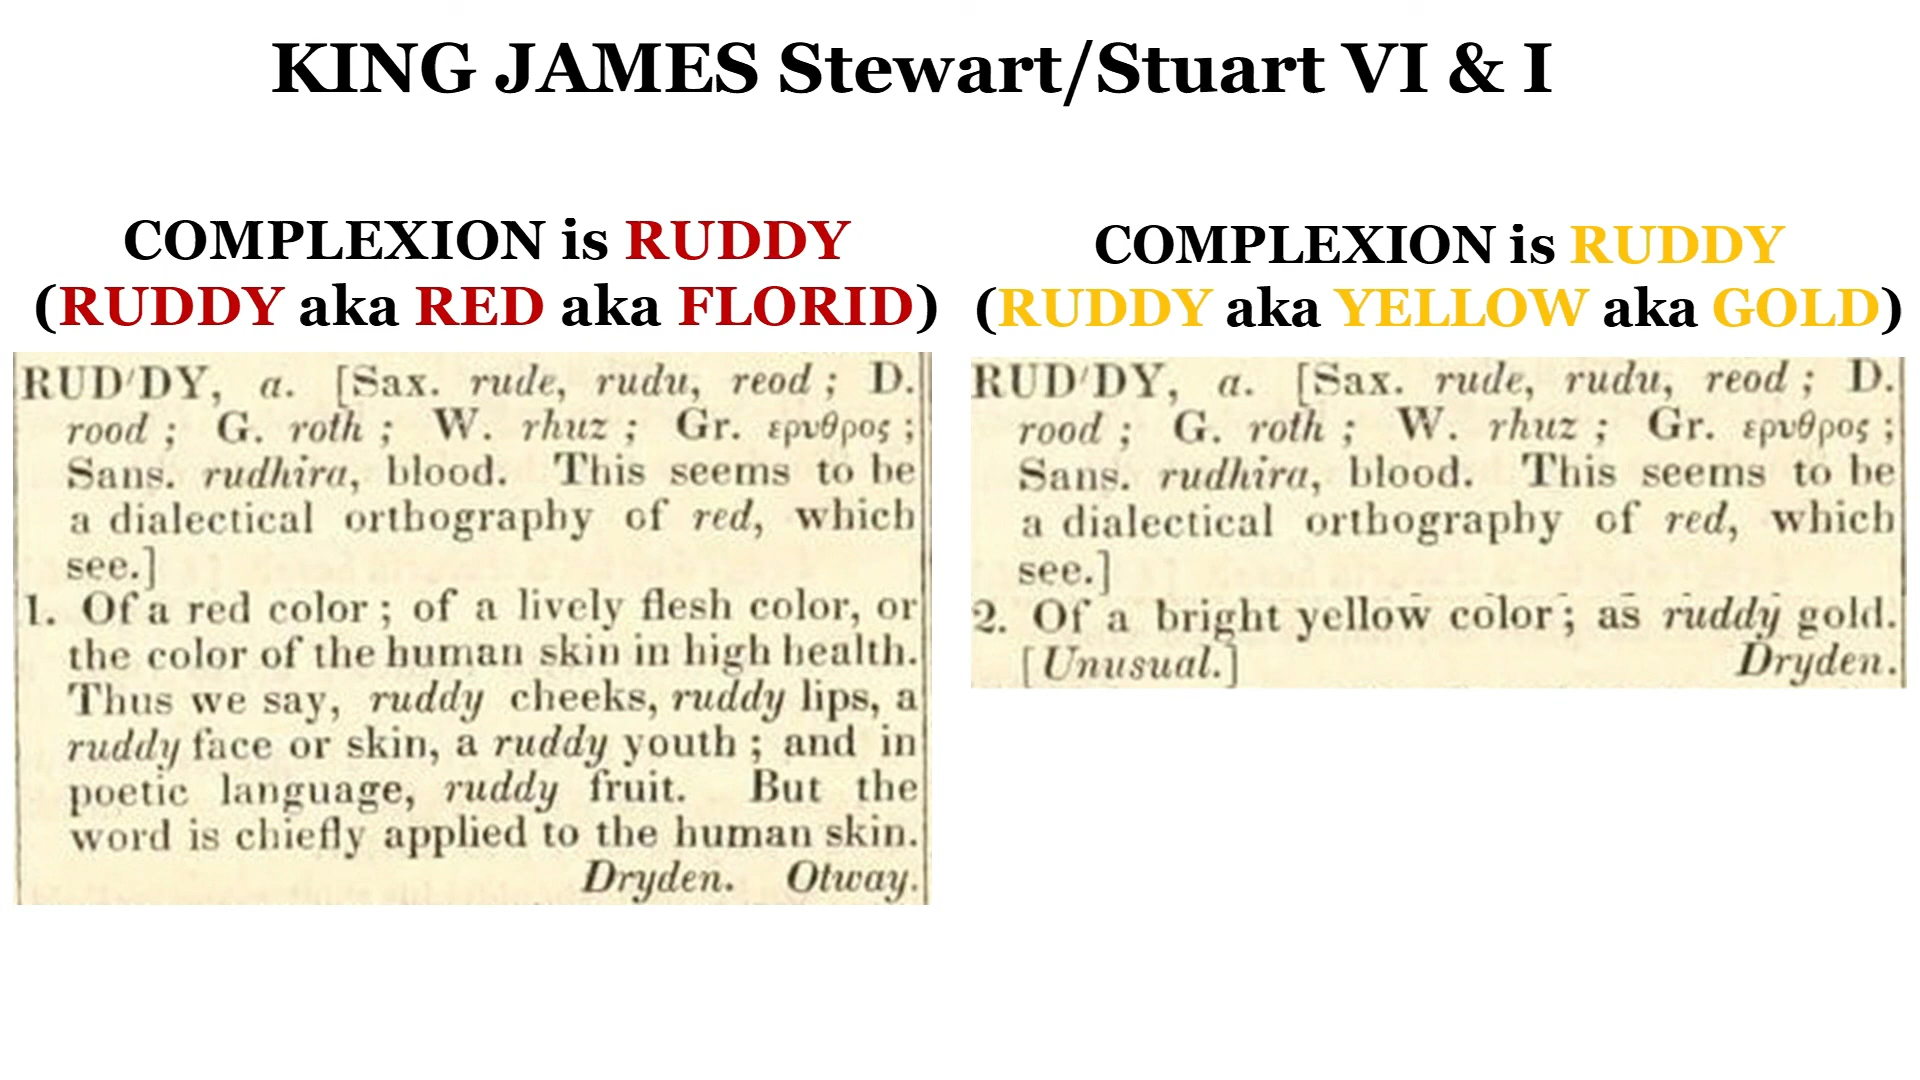 KING JAMES Stewart/Stuart VI & I
COMPLEXION is RUDDY
(RUDDY aka RED aka FLORID)
RUD'DY, a. [Sax. rude, rudu, reod; D.
rood; G. roth; W. rhuz; Gr. ερυθρος;
Sans. rudhira, blood. This seems to be
a dialectical orthography of red, which
see.]
1. Of a red color; of a lively flesh color, or
the color of the human skin in high health.
Thus we say, ruddy cheeks, ruddy lips, a
ruddy face or skin, a ruddy youth; and in
poetic language, ruddy fruit. But the
word is chiefly applied to the human skin.
Dryden. Otway.
COMPLEXION is RUDDY
(RUDDY aka YELLOW aka GOLD)
RUD'DY, a. [Sax. rude, rudu, reod; D.
rood; G. roth; W. rhuz; Gr. ερυθρος;
Sans. rudhira, blood. This seems to be
a dialectical orthography of red, which
see.]
2. Of a bright yellow color; as ruddy gold.
[Unusual.] Dryden.